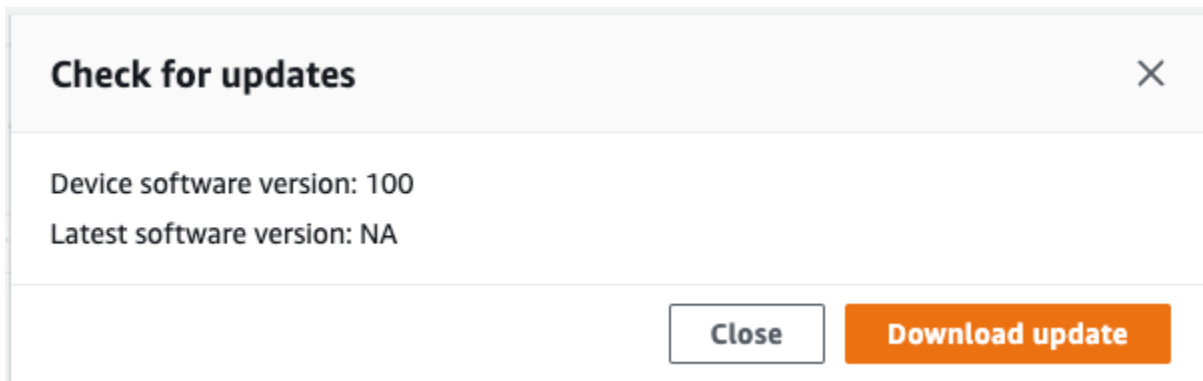 Check for updates
Device software version: 100
Latest software version: NA
Close
Download update